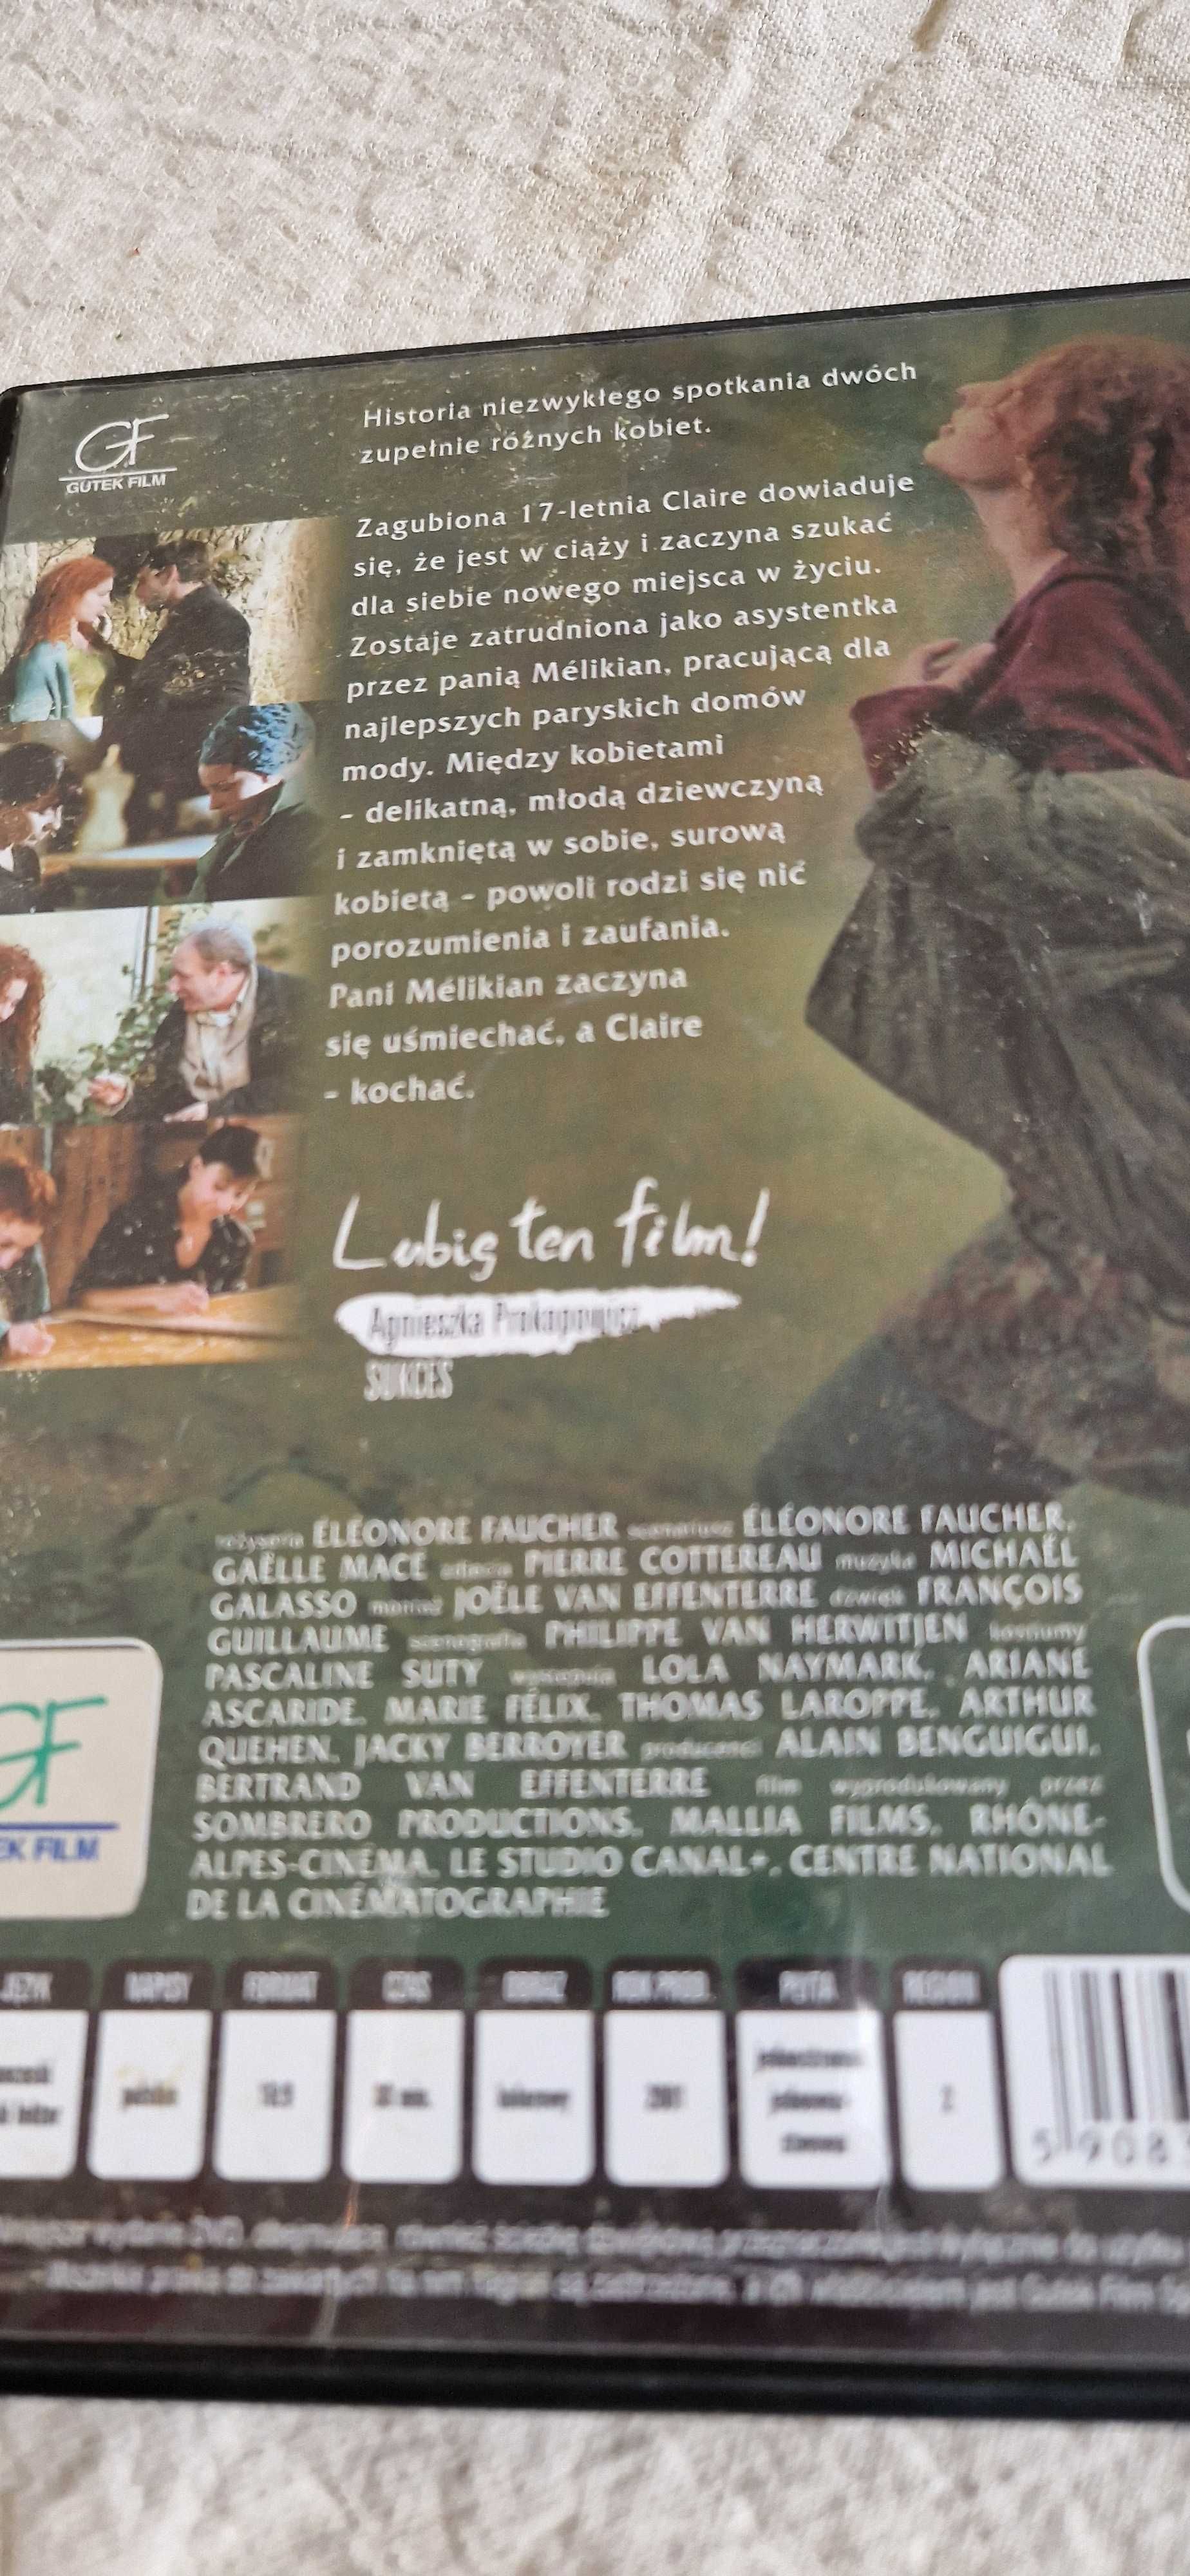 GF
GUTEK FILM
Historia niezwykłego spotkania dwóch
zupełnie różnych kobiet.
Zagubiona 17-letnia Claire dowiaduje
się, że jest w ciąży i zaczyna szukać
dla siebie nowego miejsca w życiu.
Zostaje zatrudniona jako asystentka
przez panią Mélikian, pracującą dla
najlepszych paryskich domów
mody. Między kobietami
– delikatną, młodą dziewczyną
i zamkniętą w sobie, surową
kobietą – powoli rodzi się nić
porozumienia i zaufania.
Pani Mélikian zaczyna
się uśmiechać, a Claire
– kochać.
Lubię ten film!
Agnieszka Prokopowicz
SUKCES
reżyseria ÉLÉONORE FAUCHER scenariusz ÉLÉONORE FAUCHER,
GAËLLE MACÉ zdjęcia PIERRE COTTEREAU muzyka MICHAËL
GALASSO montaż JOËLE VAN EFFENTERRE dźwięk FRANÇOIS
GUILLAUME scenografia PHILIPPE VAN HERWITJEN kostiumy
PASCALINE SUTY występują LOLA NAYMARK, ARIANE
ASCARIDE, MARIE FÉLIX, THOMAS LAROPPE, ARTHUR
QUEHEN, JACKY BERROYER producenci ALAIN BENGUIGUI,
BERTRAND VAN EFFENTERRE film wyprodukowany przez
SOMBRERO PRODUCTIONS, MALLIA FILMS, RHÔNE-
ALPES-CINÉMA, LE STUDIO CANAL+, CENTRE NATIONAL
DE LA CINÉMATOGRAPHIE
GF
EK FILM
NAPISY FORMAT CZAS OBRAZ ROK PROD. PŁYTA REGION
polskie kolorowy 2
5 9083